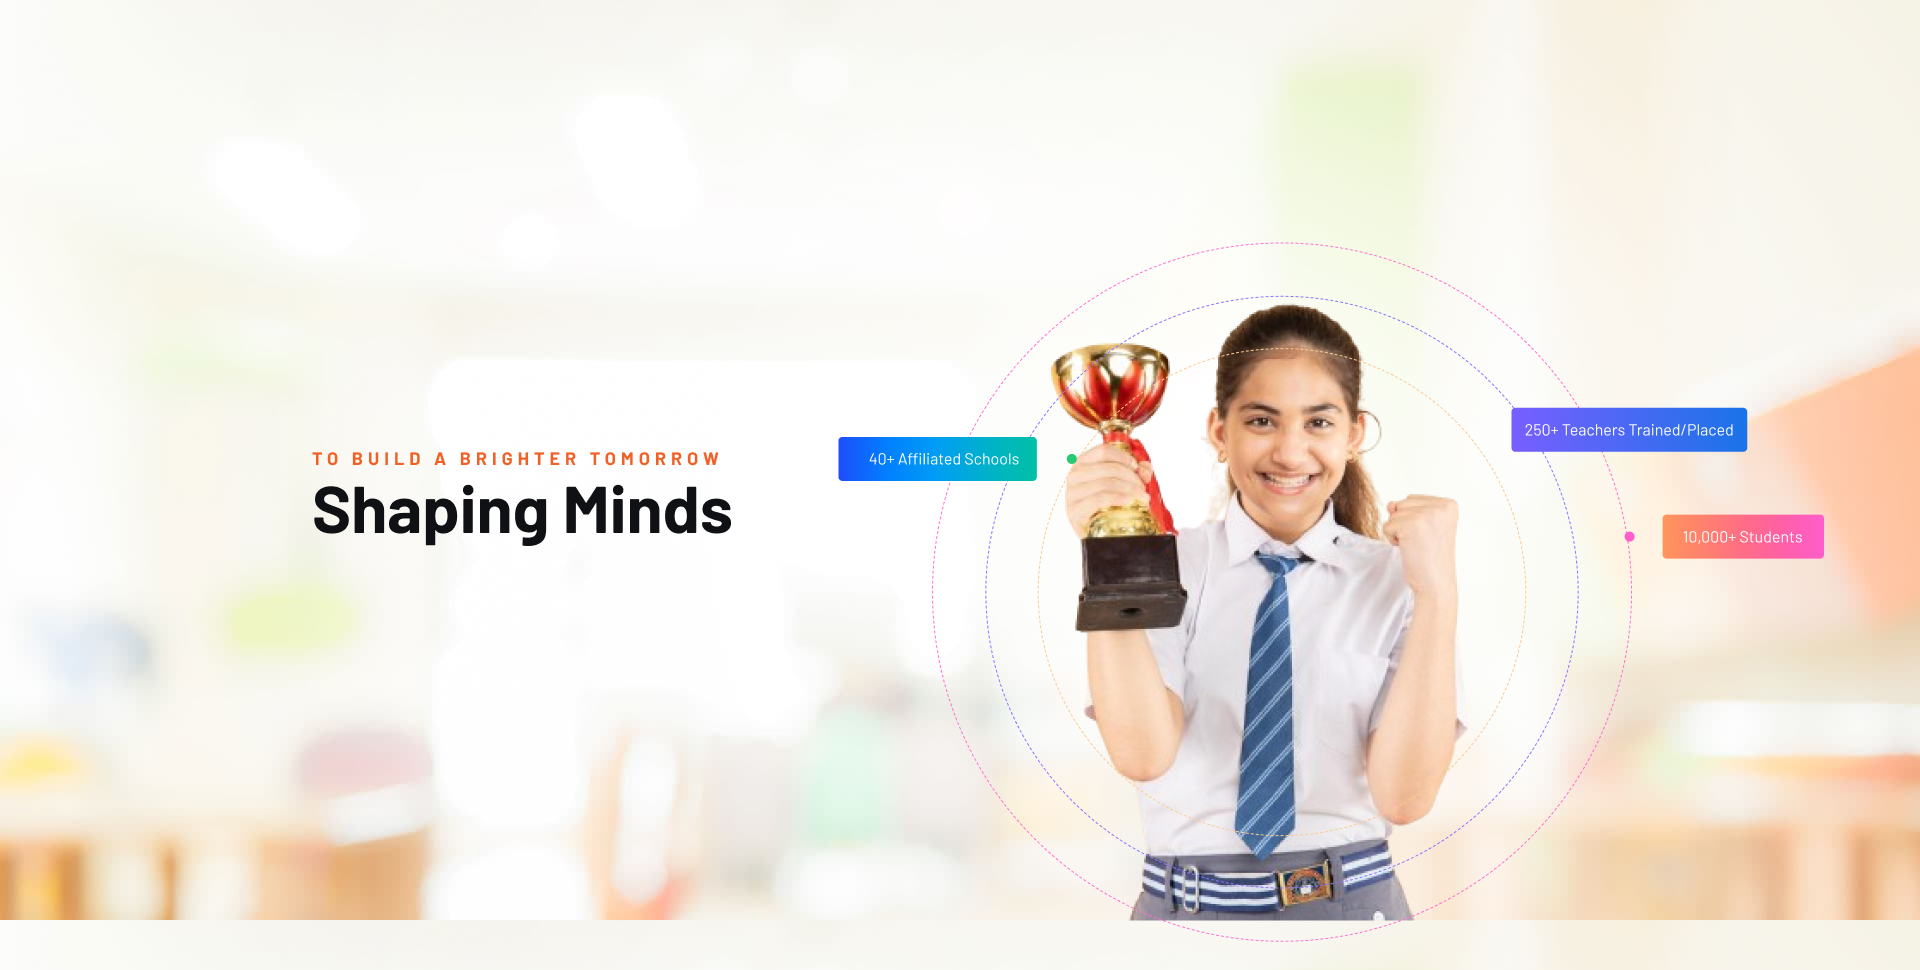 TO BUILD A BRIGHTER TOMORROW
Shaping Minds
40+ Affiliated Schools
250+ Teachers Trained/Placed
10,000+ Students